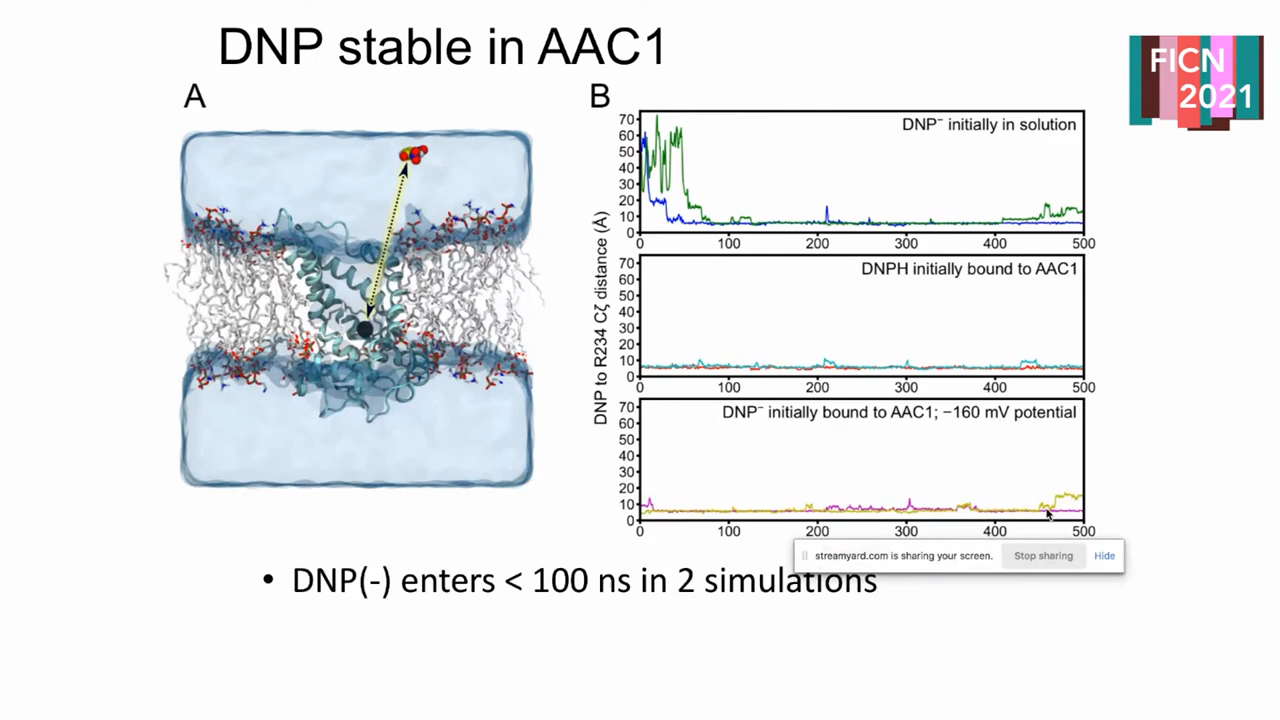 DNP stable in AAC1
FICN
2021
A
B
DNP to R234 Cζ distance (Å)
70
60
50
40
30
20
10
0
DNP⁻ initially in solution
0 100 200 300 400 500
70
60
50
40
30
20
10
0
DNPH initially bound to AAC1
0 100 200 300 400 500
70
60
50
40
30
20
10
0
DNP⁻ initially bound to AAC1; −160 mV potential
0 100 200 300 400 500
streamyard.com is sharing your screen. Stop sharing Hide
• DNP(-) enters < 100 ns in 2 simulations